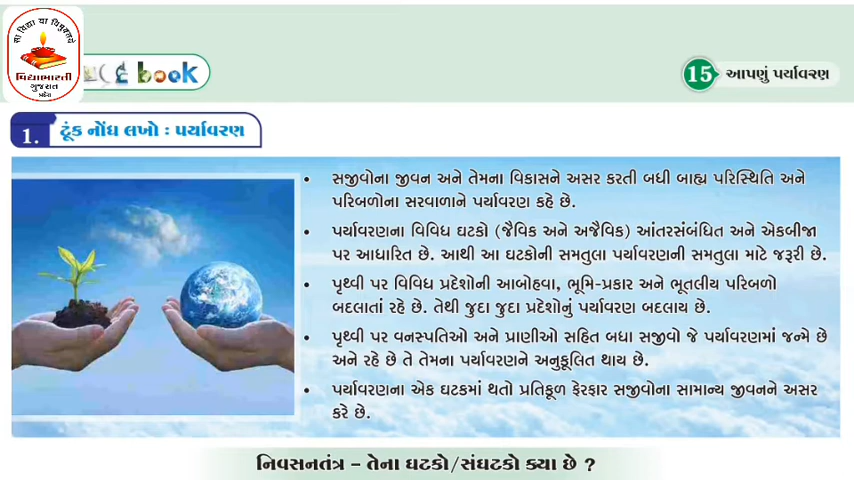 સા વિદ્યા યા વિમુક્તયે
વિદ્યાભારતી
ગુજરાત
પ્રદેશ
book
15 આપણું પર્યાવરણ
1. ટૂંક નોંધ લખો : પર્યાવરણ
• સજીવોના જીવન અને તેમના વિકાસને અસર કરતી બધી બાહ્ય પરિસ્થિતિ અને
પરિબળોના સરવાળાને પર્યાવરણ કહે છે.
• પર્યાવરણના વિવિધ ઘટકો (જૈવિક અને અજૈવિક) આંતરસંબંધિત અને એકબીજા
પર આધારિત છે. આથી આ ઘટકોની સમતુલા પર્યાવરણની સમતુલા માટે જરૂરી છે.
• પૃથ્વી પર વિવિધ પ્રદેશોની આબોહવા, ભૂમિ-પ્રકાર અને ભૂતલીય પરિબળો
બદલાતાં રહે છે. તેથી જુદા જુદા પ્રદેશોનું પર્યાવરણ બદલાય છે.
• પૃથ્વી પર વનસ્પતિઓ અને પ્રાણીઓ સહિત બધા સજીવો જે પર્યાવરણમાં જન્મે છે
અને રહે છે તે તેમના પર્યાવરણને અનુકૂલિત થાય છે.
• પર્યાવરણના એક ઘટકમાં થતો પ્રતિકૂળ ફેરફાર સજીવોના સામાન્ય જીવનને અસર
કરે છે.
નિવસનતંત્ર – તેના ઘટકો/સંઘટકો ક્યા છે ?